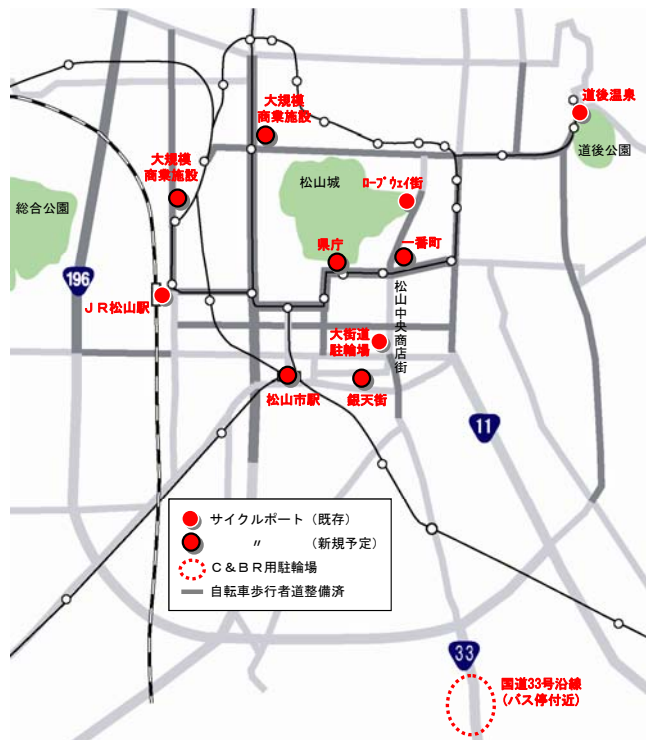 道後温泉
大規模
商業施設
道後公園
大規模
商業施設
松山城
ﾛｰﾌﾟｳｪｲ街
総合公園
県庁
一番町
196
JR松山駅
松山中央商店街
大街道
駐輪場
松山市駅
銀天街
11
サイクルポート（既存）
〃　（新規予定）
C&BR用駐輪場
自転車歩行者道整備済
33
国道33号沿線
(バス停付近)